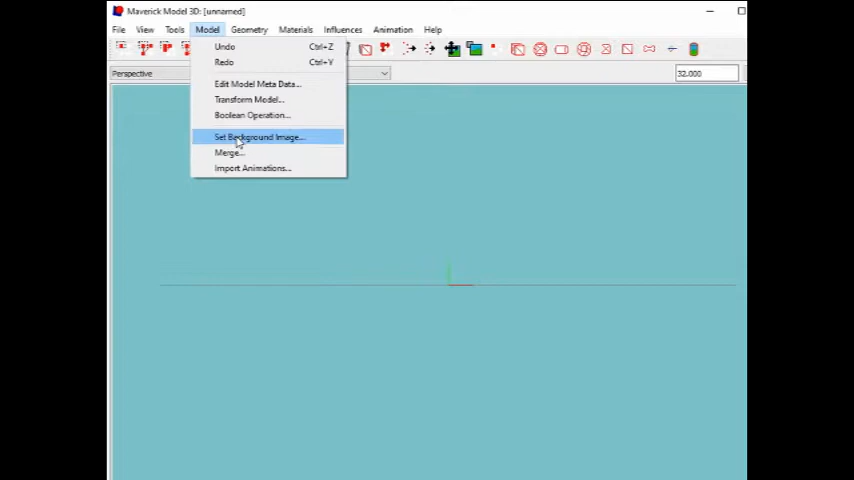 Maverick Model 3D: [unnamed]
File View Tools Model Geometry Materials Influences Animation Help
Perspective
32.000
Undo Ctrl+Z
Redo Ctrl+Y
Edit Model Meta Data...
Transform Model...
Boolean Operation...
Set Background Image...
Merge...
Import Animations...